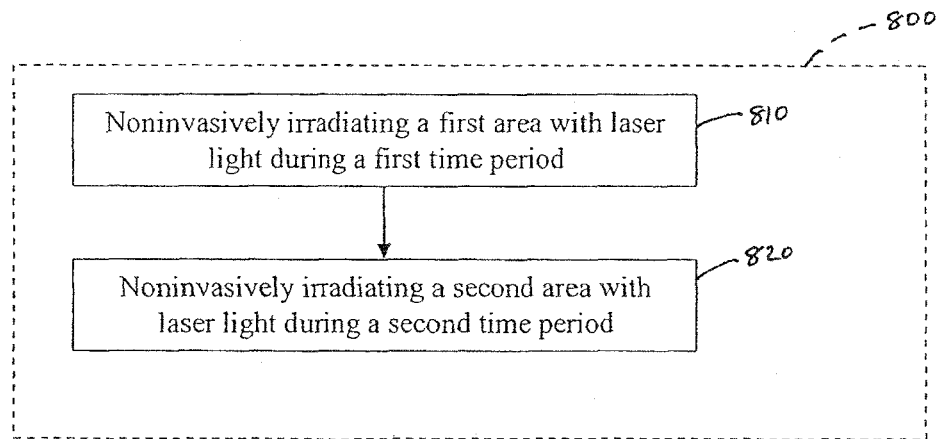 800
Noninvasively irradiating a first area with laser
light during a first time period
810
Noninvasively irradiating a second area with
laser light during a second time period
820